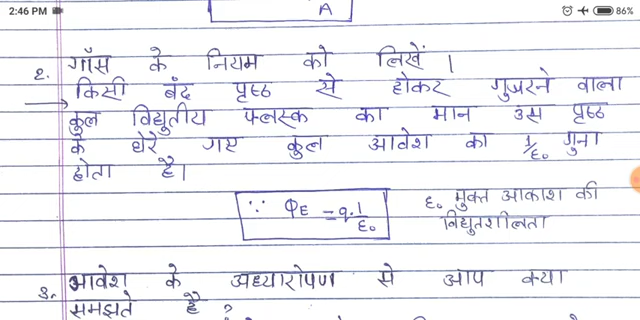 2:46 PM
86%
A
2. गॉस के नियम को लिखें।
→ किसी बंद पृष्ठ से होकर गुजरने वाला
कुल विद्युतीय फ्लस्क का मान उस पृष्ठ
के घेरे गए कुल आवेश का 1/ε₀ गुना
होता है।
∵ ΦE = q.1/ε₀
ε₀ मुक्त आकाश की
विद्युतशीलता
3. आवेश के अध्यारोपण से आप क्या
समझते है ?